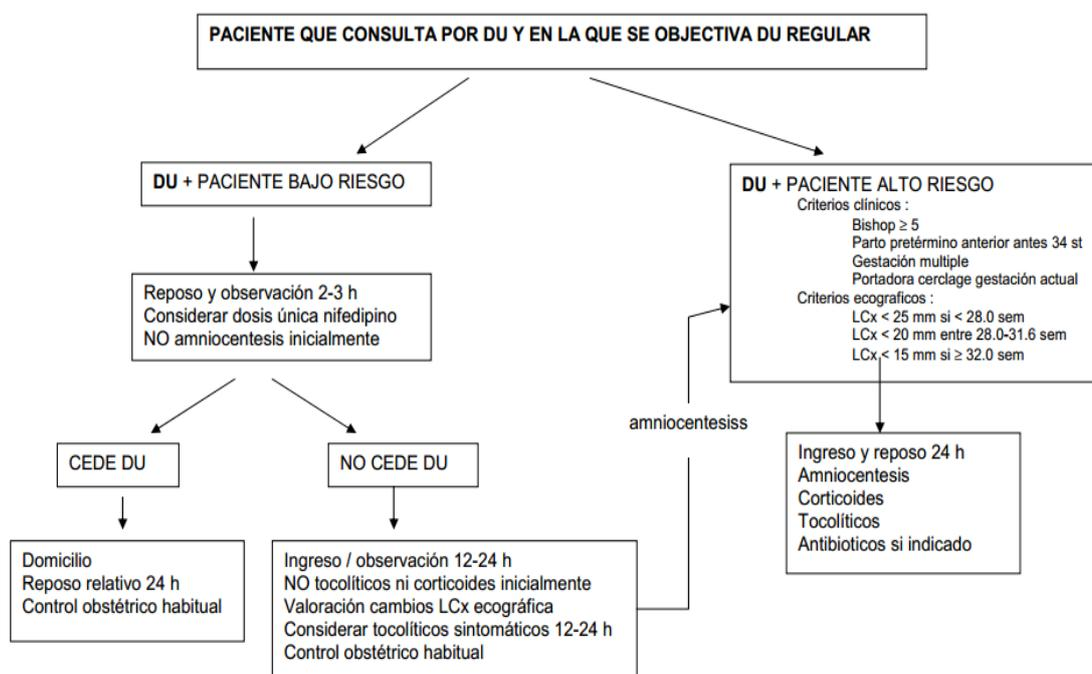 PACIENTE QUE CONSULTA POR DU Y EN LA QUE SE OBJECTIVA DU REGULAR
DU + PACIENTE BAJO RIESGO
DU + PACIENTE ALTO RIESGO
Criterios clínicos :
Bishop ≥ 5
Parto pretérmino anterior antes 34 st
Gestación multiple
Portadora cerclage gestación actual
Criterios ecograficos :
LCx < 25 mm si < 28.0 sem
LCx < 20 mm entre 28.0-31.6 sem
LCx < 15 mm si ≥ 32.0 sem
Reposo y observación 2-3 h
Considerar dosis única nifedipino
NO amniocentesis inicialmente
amniocentesiss
CEDE DU
NO CEDE DU
Ingreso y reposo 24 h
Amniocentesis
Corticoides
Tocolíticos
Antibioticos si indicado
Domicilio
Reposo relativo 24 h
Control obstétrico habitual
Ingreso / observación 12-24 h
NO tocolíticos ni corticoides inicialmente
Valoración cambios LCx ecográfica
Considerar tocolíticos sintomáticos 12-24 h
Control obstétrico habitual